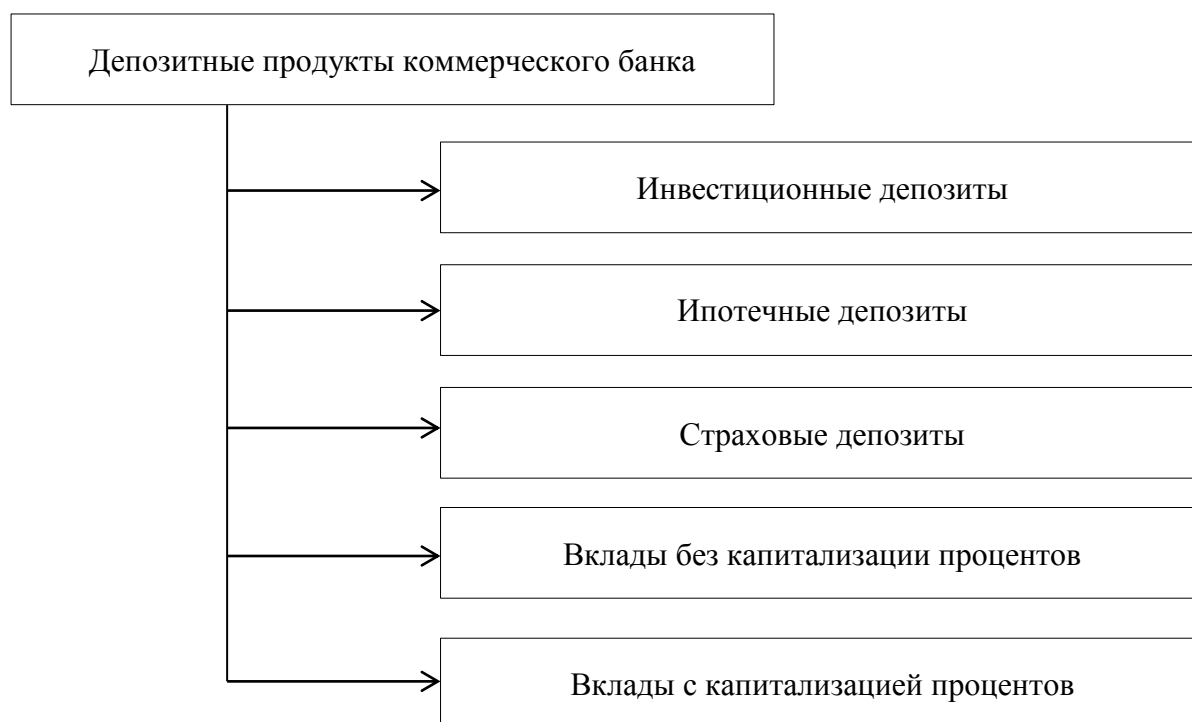 Депозитные продукты коммерческого банка
Инвестиционные депозиты
Ипотечные депозиты
Страховые депозиты
Вклады без капитализации процентов
Вклады с капитализацией процентов